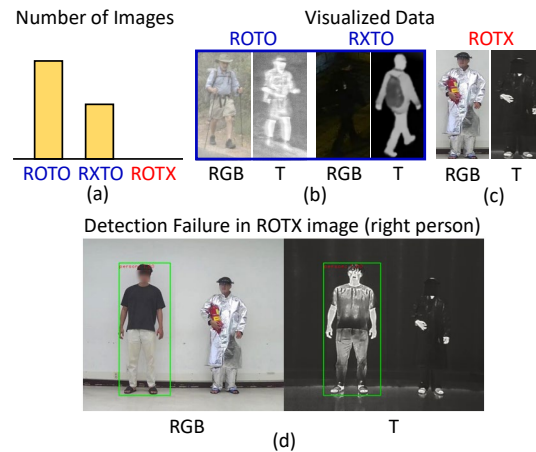 Number of Images
Visualized Data
ROTO RXTO ROTX
ROTO RXTO ROTX
(a)
RGB T RGB T
(b)
RGB T
(c)
Detection Failure in ROTX image (right person)
RGB T
(d)